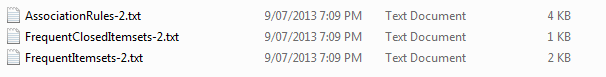 AssociationRules-2.txt 9/07/2013 7:09 PM Text Document 4 KB
FrequentClosedItemsets-2.txt 9/07/2013 7:09 PM Text Document 1 KB
FrequentItemsets-2.txt 9/07/2013 7:09 PM Text Document 2 KB